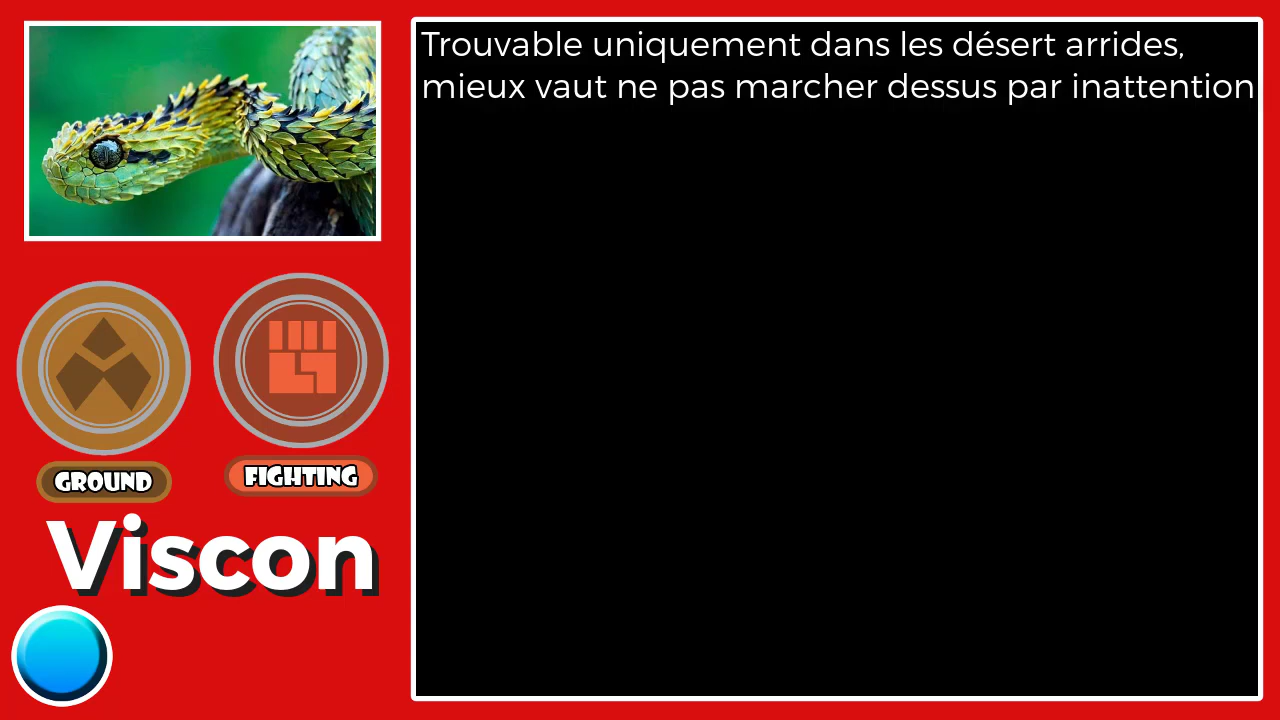 Trouvable uniquement dans les désert arrides,
mieux vaut ne pas marcher dessus par inattention
GROUND
FIGHTING
Viscon